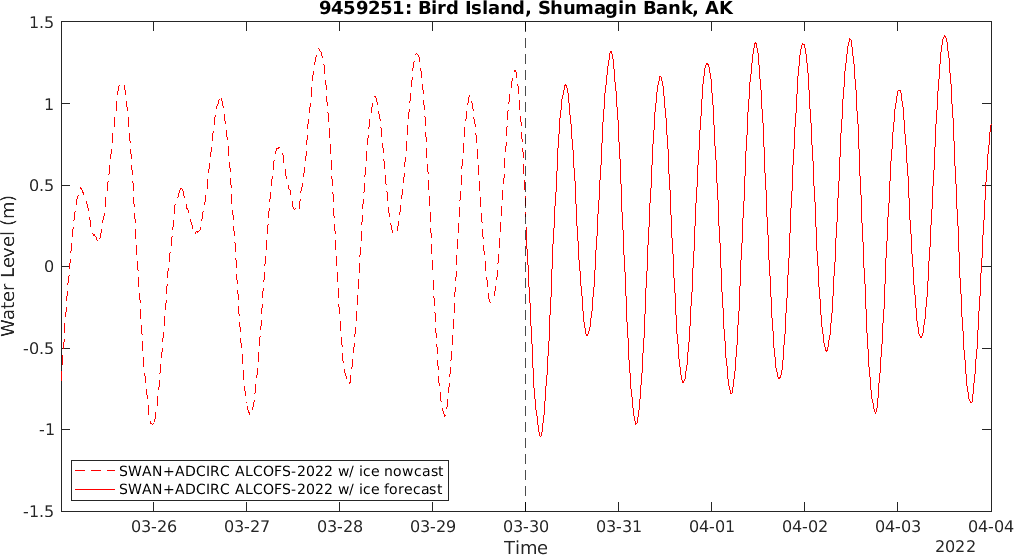 9459251: Bird Island, Shumagin Bank, AK
Water Level (m)
1.5
1
0.5
0
-0.5
-1
-1.5
SWAN+ADCIRC ALCOFS-2022 w/ ice nowcast
SWAN+ADCIRC ALCOFS-2022 w/ ice forecast
03-26 03-27 03-28 03-29 03-30 03-31 04-01 04-02 04-03 04-04
Time
2022